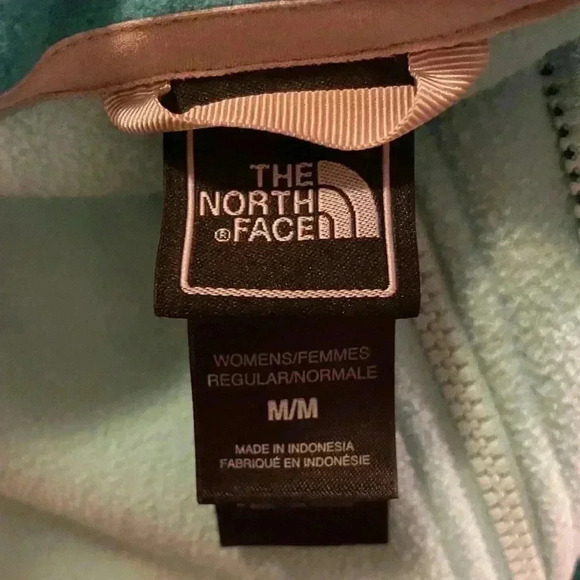 THE
NORTH
®FACE
WOMENS/FEMMES
REGULAR/NORMALE
M/M
MADE IN INDONESIA
FABRIQUÉ EN INDONÉSIE